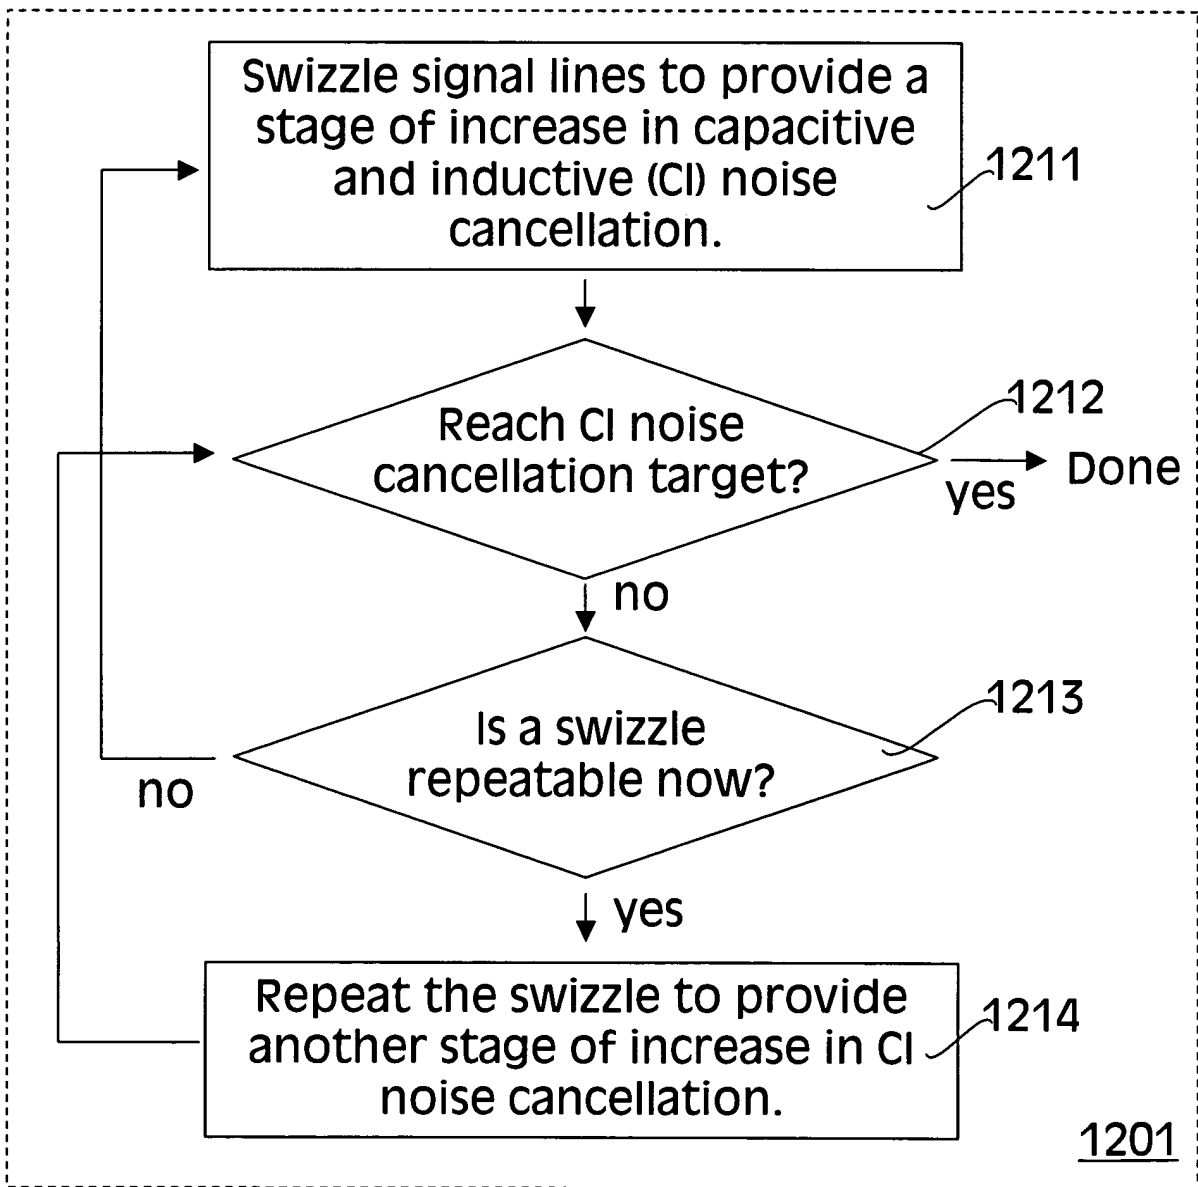 Swizzle signal lines to provide a
stage of increase in capacitive
and inductive (CI) noise
cancellation.
1211
Reach CI noise
cancellation target?
1212
yes
Done
no
Is a swizzle
repeatable now?
1213
no
yes
Repeat the swizzle to provide
another stage of increase in CI
noise cancellation.
1214
1201